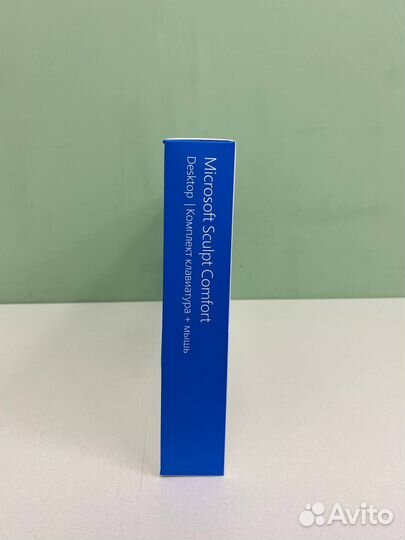 Microsoft Sculpt Comfort
Desktop | Комплект клавиатура + мышь
Avito